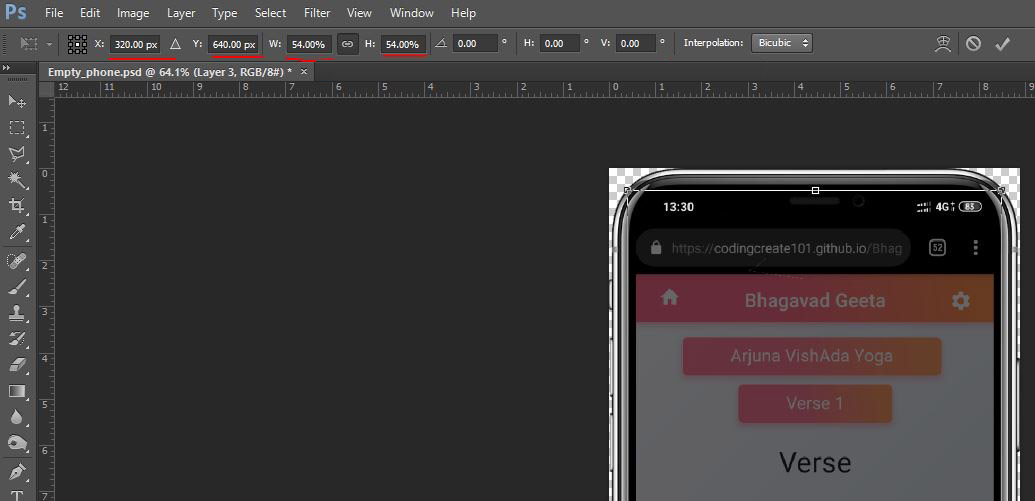 Ps File Edit Image Layer Type Select Filter View Window Help
X: 320.00 px Y: 640.00 px W: 54.00% H: 54.00% 0.00 ° H: 0.00 ° V: 0.00 ° Interpolation: Bicubic
Empty_phone.psd @ 64.1% (Layer 3, RGB/8#) * ×
12 11 10 9 8 7 6 5 4 3 2 1 0 1 2 3 4 5 6 7 8 9
1
0
1
2
3
4
5
6
7
13:30 4G 83
https://codingcreate101.github.io/Bhag 52
Bhagavad Geeta
Arjuna VishAda Yoga
Verse 1
Verse
T